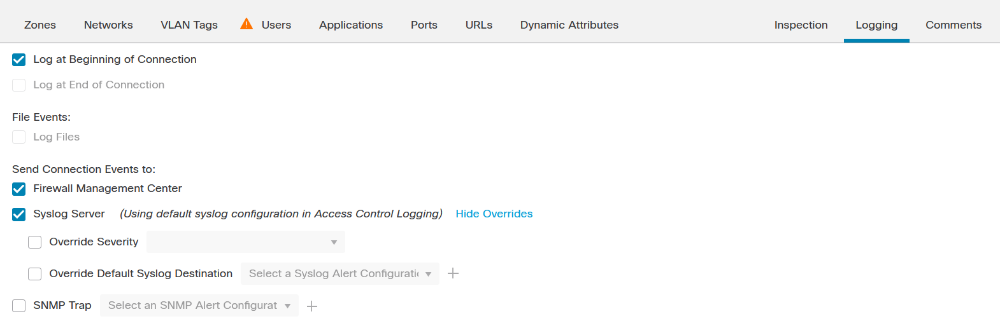 Zones Networks VLAN Tags Users Applications Ports URLs Dynamic Attributes Inspection Logging Comments
Log at Beginning of Connection
Log at End of Connection
File Events:
Log Files
Send Connection Events to:
Firewall Management Center
Syslog Server (Using default syslog configuration in Access Control Logging) Hide Overrides
Override Severity
Override Default Syslog Destination Select a Syslog Alert Configurati
SNMP Trap Select an SNMP Alert Configurat